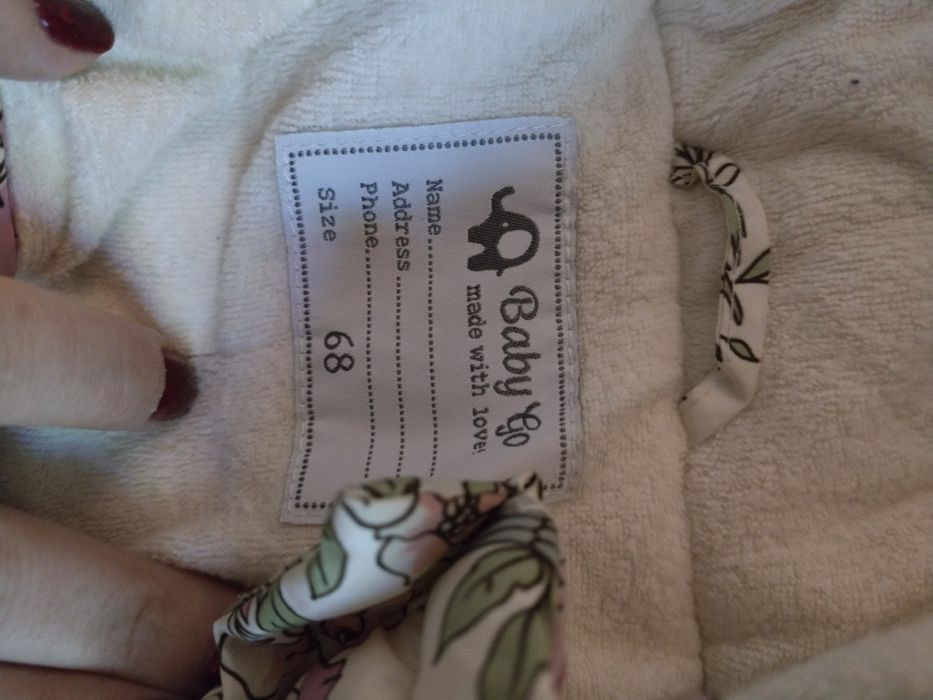 Baby Go
made with love!
Name....................
Address....................
Phone....................
Size 68